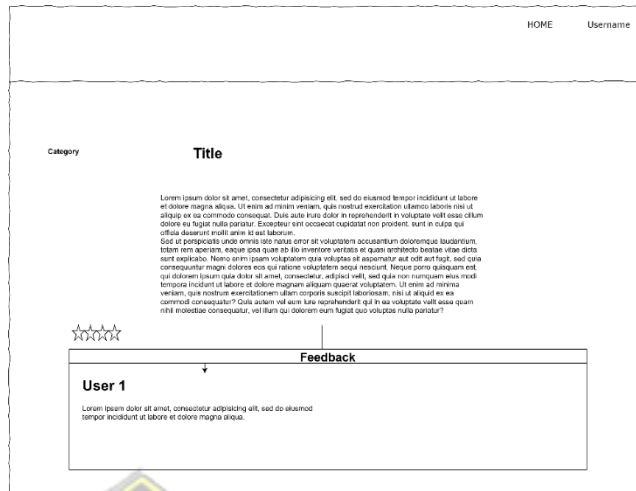 HOME Username
Category Title
Lorem ipsum dolor sit amet, consectetur adipisicing elit, sed do eiusmod tempor incididunt ut labore
et dolore magna aliqua. Ut enim ad minim veniam, quis nostrud exercitation ullamco laboris nisi ut
aliquip ex ea commodo consequat. Duis aute irure dolor in reprehenderit in voluptate velit esse cillum
dolore eu fugiat nulla pariatur. Excepteur sint occaecat cupidatat non proident, sunt in culpa qui
officia deserunt mollit anim id est laborum.
Sed ut perspiciatis unde omnis iste natus error sit voluptatem accusantium doloremque laudantium,
totam rem aperiam, eaque ipsa quae ab illo inventore veritatis et quasi architecto beatae vitae dicta
sunt explicabo. Nemo enim ipsam voluptatem quia voluptas sit aspernatur aut odit aut fugit, sed quia
consequuntur magni dolores eos qui ratione voluptatem sequi nesciunt. Neque porro quisquam est,
qui dolorem ipsum quia dolor sit amet, consectetur, adipisci velit, sed quia non numquam eius modi
tempora incidunt ut labore et dolore magnam aliquam quaerat voluptatem. Ut enim ad minima
veniam, quis nostrum exercitationem ullam corporis suscipit laboriosam, nisi ut aliquid ex ea
commodi consequatur? Quis autem vel eum iure reprehenderit qui in ea voluptate velit esse quam
nihil molestiae consequatur, vel illum qui dolorem eum fugiat quo voluptas nulla pariatur?
Feedback
User 1
Lorem ipsum dolor sit amet, consectetur adipisicing elit, sed do eiusmod
tempor incididunt ut labore et dolore magna aliqua.